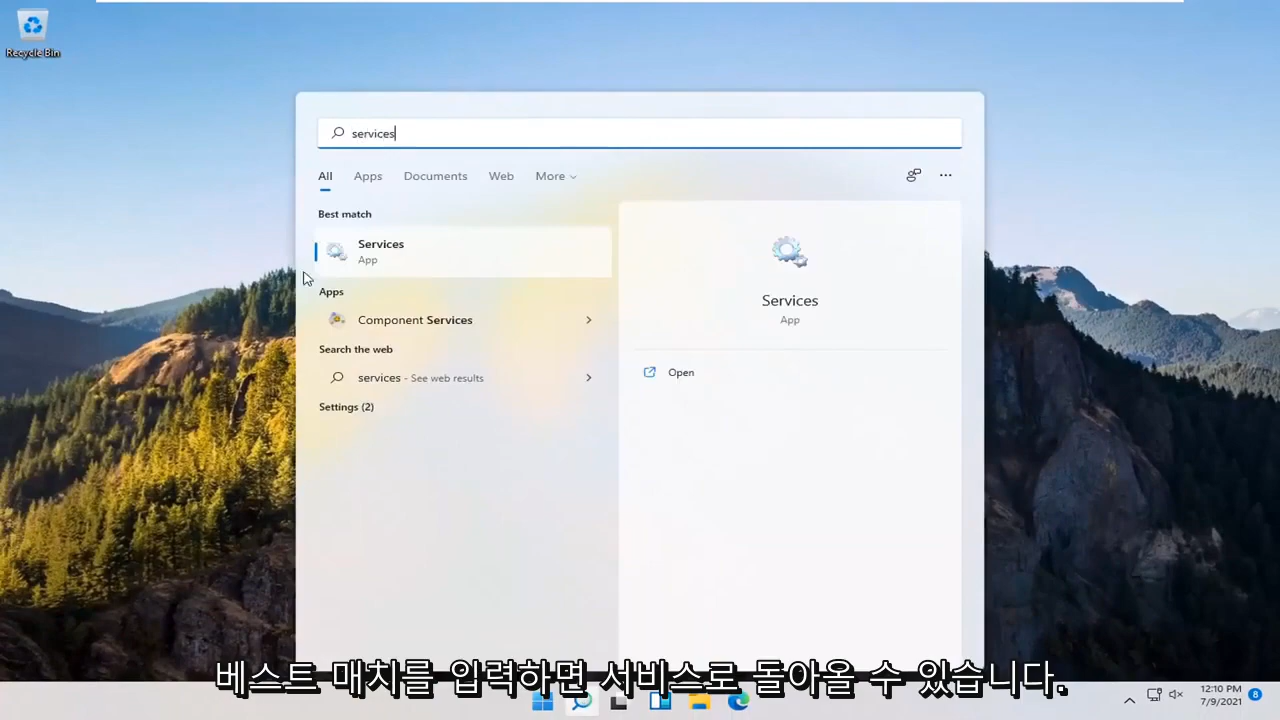 Recycle Bin
services
All Apps Documents Web More
Best match
Services
App
Apps
Component Services
Search the web
services - See web results
Settings (2)
Services
App
Open
베스트 매치를 입력하면 서비스로 돌아올 수 있습니다.
12:10 PM
7/9/2021
8